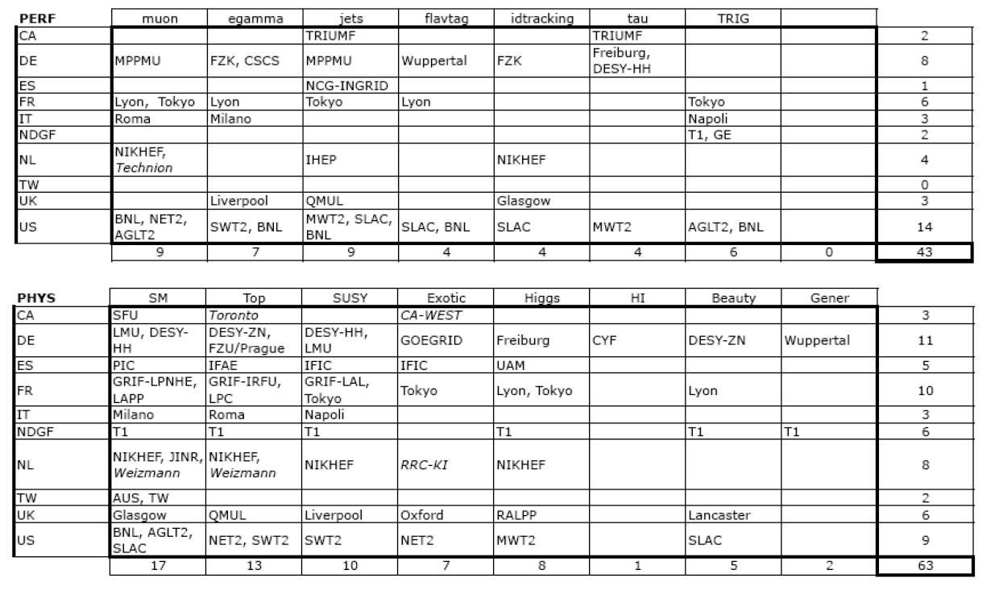 PERF muon egamma jets flavtag idtracking tau TRIG
CA TRIUMF TRIUMF 2
DE MPPMU FZK, CSCS MPPMU Wuppertal FZK Freiburg, DESY-HH 8
ES NCG-INGRID 1
FR Lyon, Tokyo Lyon Tokyo Lyon Tokyo 6
IT Roma Milano Napoli 3
NDGF T1, GE 2
NL NIKHEF, Technion IHEP NIKHEF 4
TW 0
UK Liverpool QMUL Glasgow 3
US BNL, NET2, AGLT2 SWT2, BNL MWT2, SLAC, BNL SLAC, BNL SLAC MWT2 AGLT2, BNL 14
9 7 9 4 4 4 6 0 43
PHYS SM Top SUSY Exotic Higgs HI Beauty Gener
CA SFU Toronto CA-WEST 3
DE LMU, DESY-HH DESY-ZN, FZU/Prague DESY-HH, LMU GOEGRID Freiburg CYF DESY-ZN Wuppertal 11
ES PIC IFAE IFIC IFIC UAM 5
FR GRIF-LPNHE, LAPP GRIF-IRFU, LPC GRIF-LAL, Tokyo Tokyo Lyon, Tokyo Lyon 10
IT Milano Roma Napoli 3
NDGF T1 T1 T1 T1 T1 T1 6
NL NIKHEF, JINR, Weizmann NIKHEF, Weizmann NIKHEF RRC-KI NIKHEF 8
TW AUS, TW 2
UK Glasgow QMUL Liverpool Oxford RALPP Lancaster 6
US BNL, AGLT2, SLAC NET2, SWT2 SWT2 NET2 MWT2 SLAC 9
17 13 10 7 8 1 5 2 63